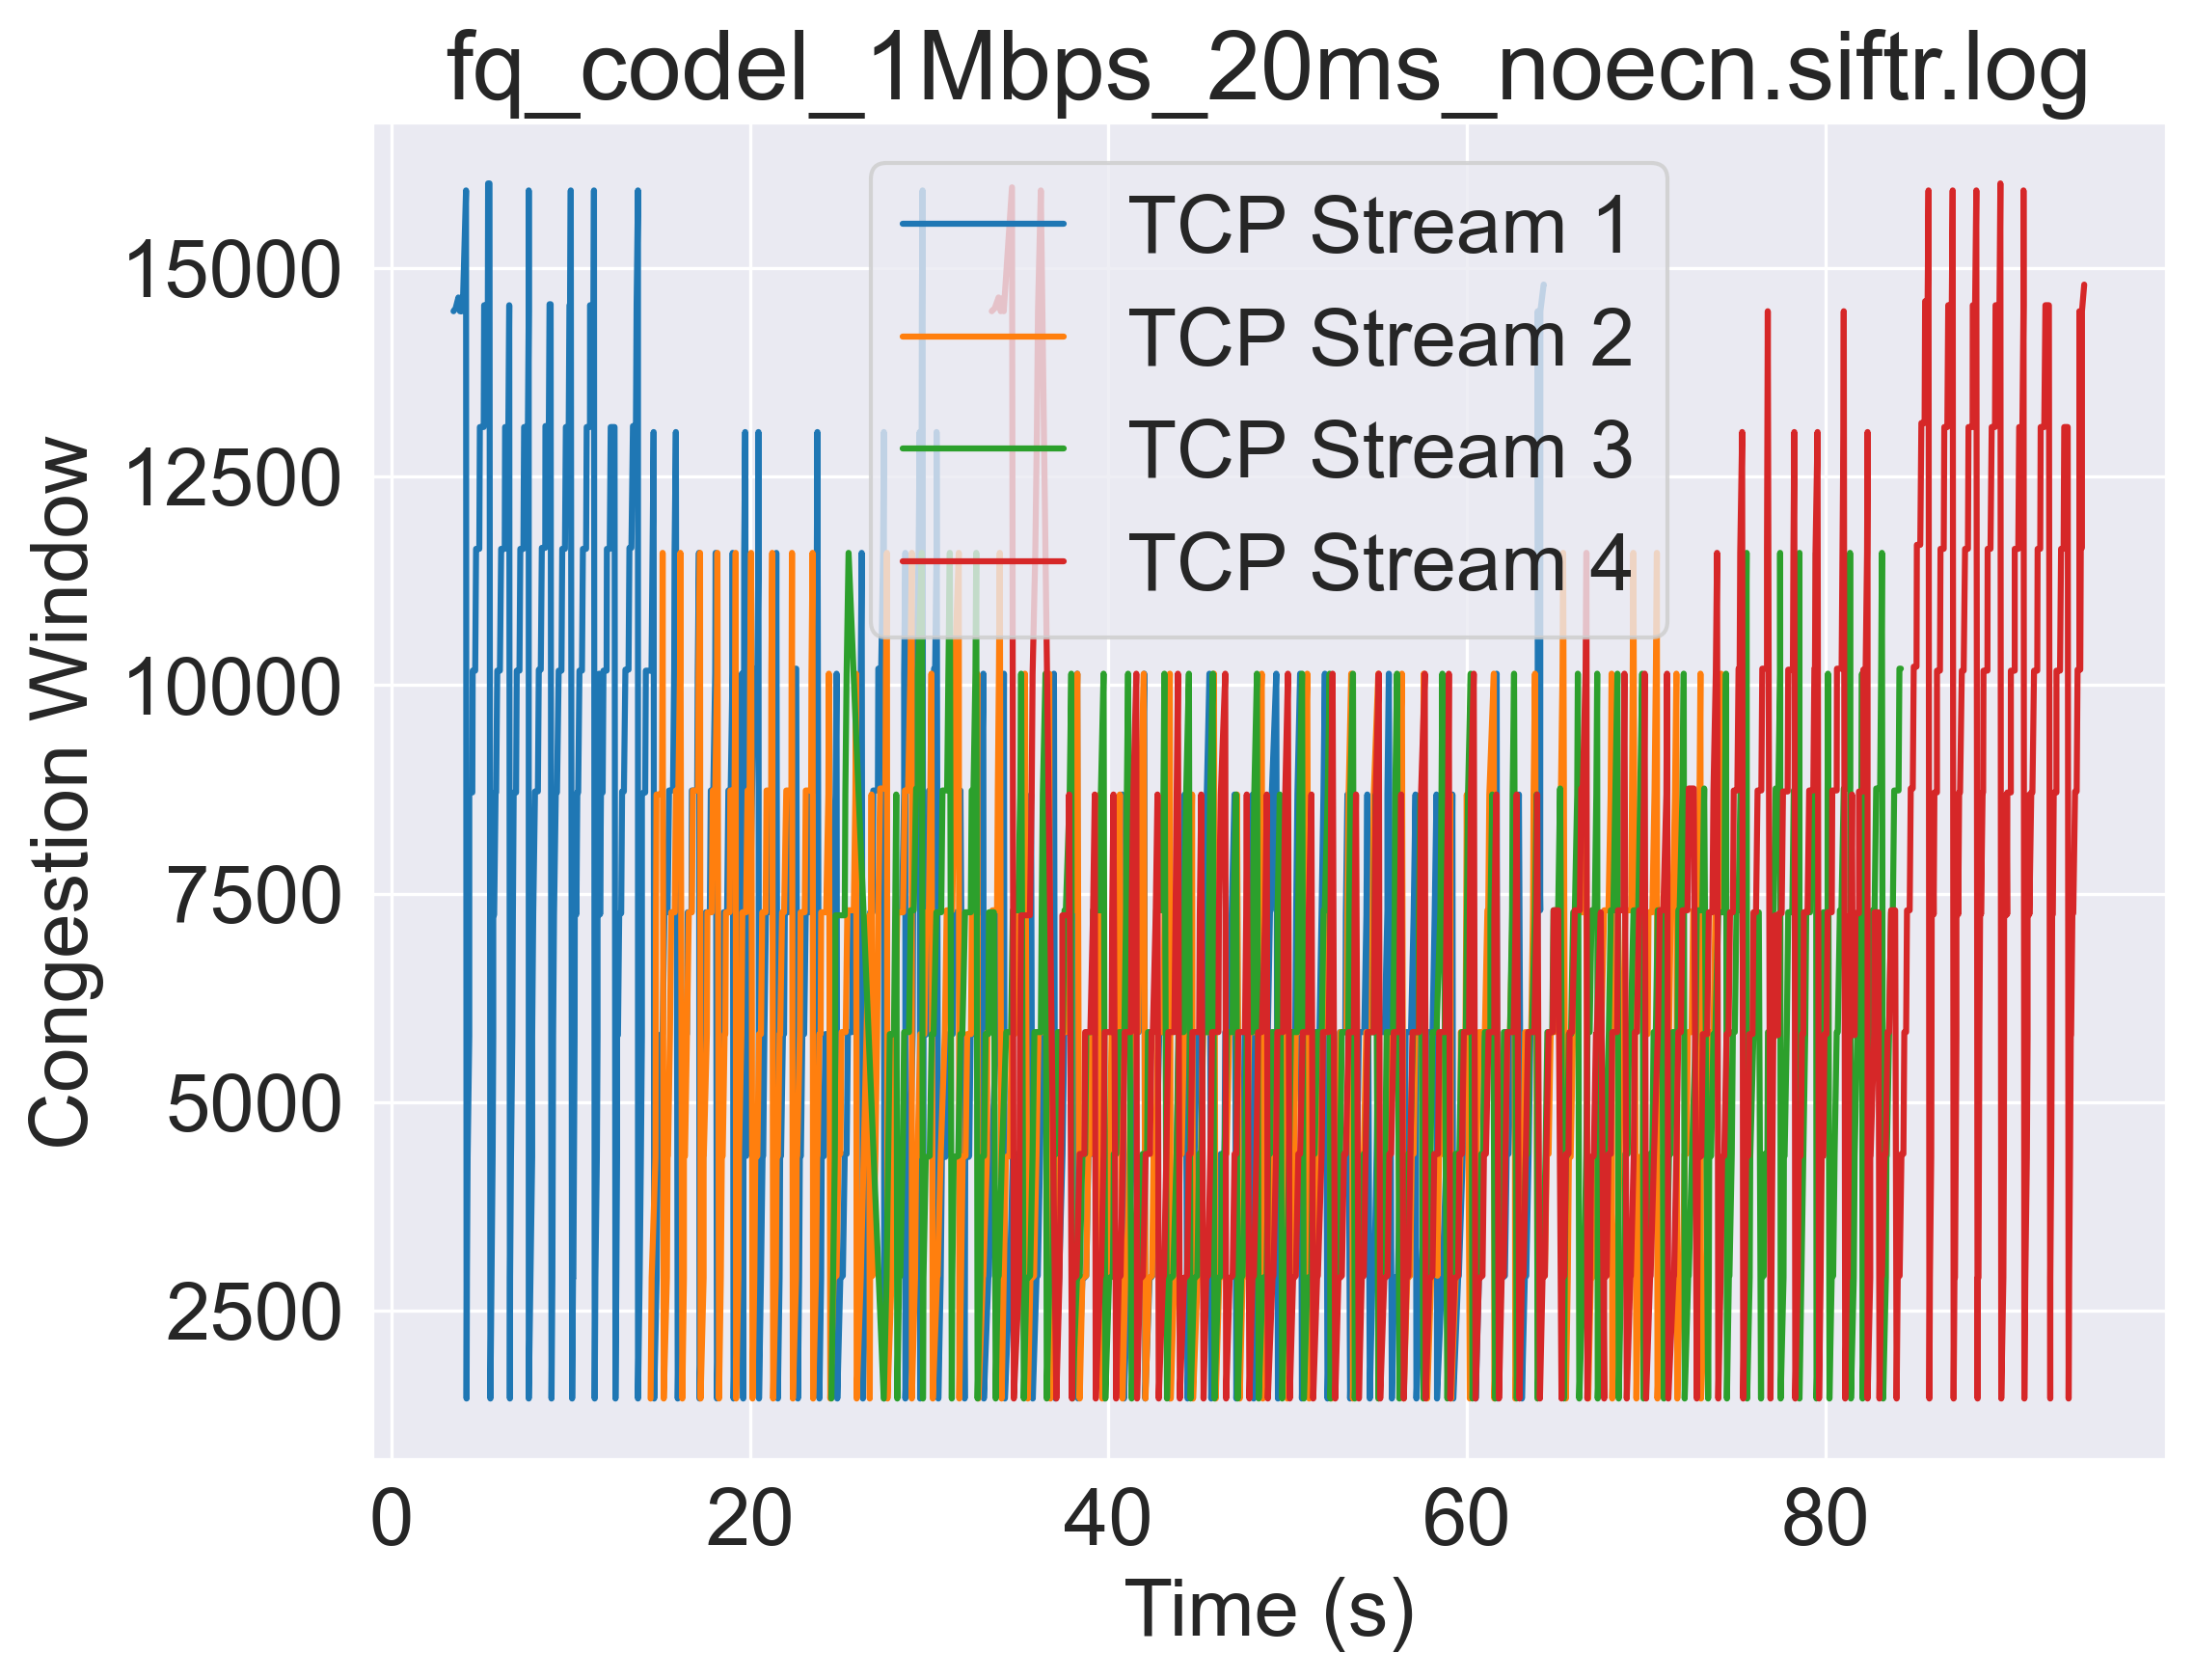 fq_codel_1Mbps_20ms_noecn.siftr.log
TCP Stream 1
TCP Stream 2
TCP Stream 3
TCP Stream 4
Congestion Window
15000
12500
10000
7500
5000
2500
0 20 40 60 80
Time (s)